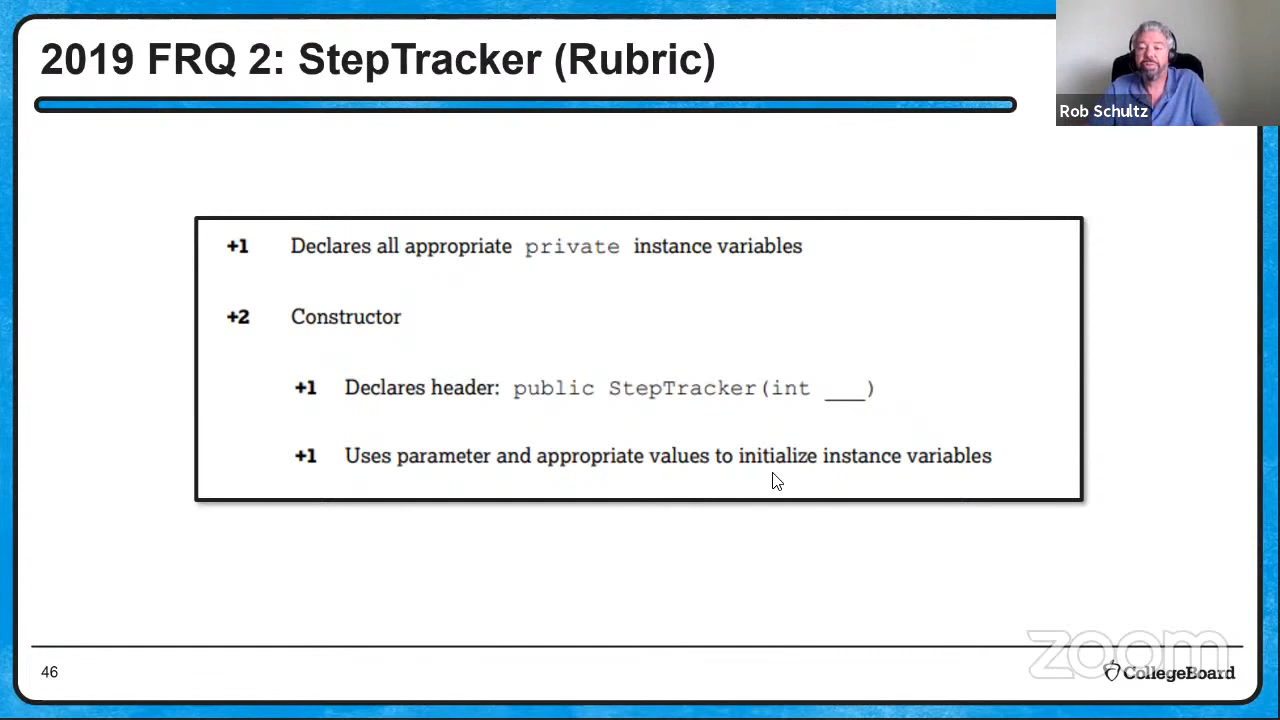 2019 FRQ 2: StepTracker (Rubric)
Rob Schultz
+1 Declares all appropriate private instance variables
+2 Constructor
+1 Declares header: public StepTracker(int ___)
+1 Uses parameter and appropriate values to initialize instance variables
zoom
46
CollegeBoard